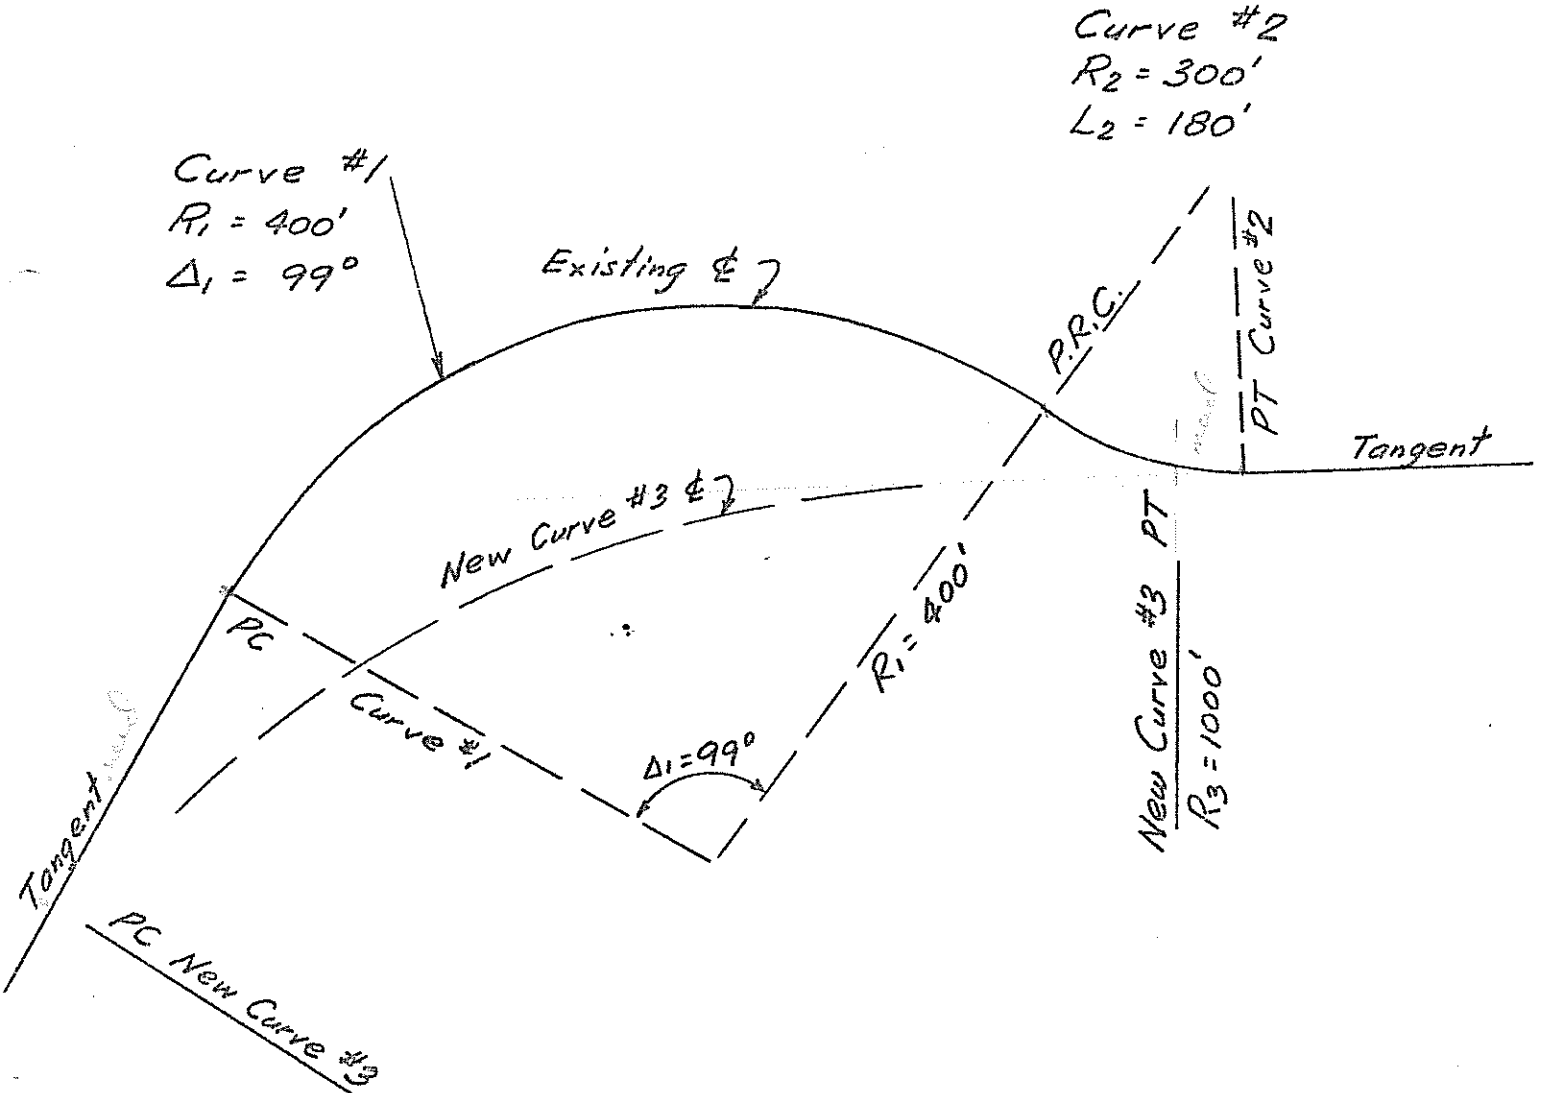 Curve #2
R₂ = 300'
L₂ = 180'
Curve #1
R₁ = 400'
Δ₁ = 99°
Existing ℄
P.R.C.
PT Curve #2
Tangent
New Curve #3 ℄
PC
Curve #1
R₁ = 400'
Δ₁ = 99°
New Curve #3 PT
R₃ = 1000'
Tangent
PC New Curve #3